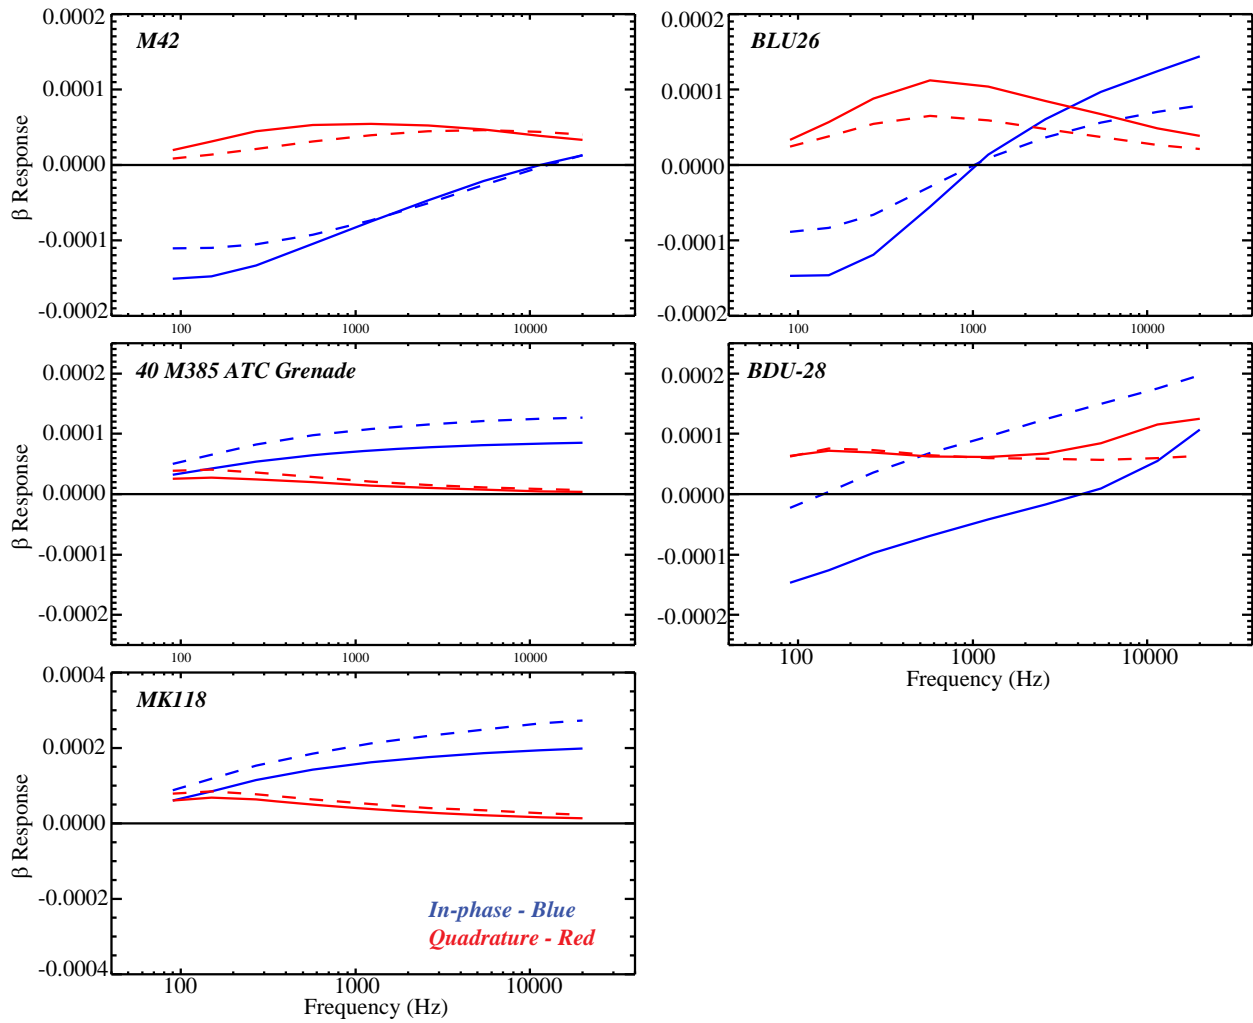 M42
0.0002
0.0001
0.0000
-0.0001
-0.0002
β Response
100 1000 10000
BLU26
0.0002
0.0001
0.0000
-0.0001
-0.0002
100 1000 10000
40 M385 ATC Grenade
0.0002
0.0001
0.0000
-0.0001
-0.0002
β Response
100 1000 10000
BDU-28
0.0002
0.0001
0.0000
-0.0001
-0.0002
100 1000 10000
Frequency (Hz)
MK118
0.0004
0.0002
0.0000
-0.0002
-0.0004
β Response
In-phase - Blue
Quadrature - Red
100 1000 10000
Frequency (Hz)